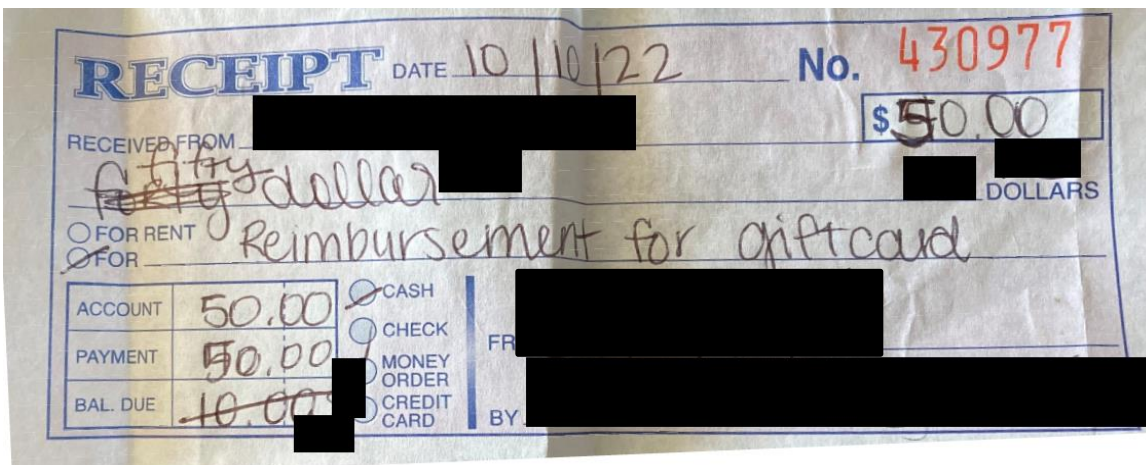 RECEIPT DATE 10/10/22 No. 430977
$50.00
RECEIVED FROM
fifty dollar
DOLLARS
FOR RENT
FOR Reimbursement for giftcard
ACCOUNT 50.00 CASH
CHECK
PAYMENT 50.00 FR
MONEY ORDER
BAL. DUE 10.00 CREDIT CARD BY